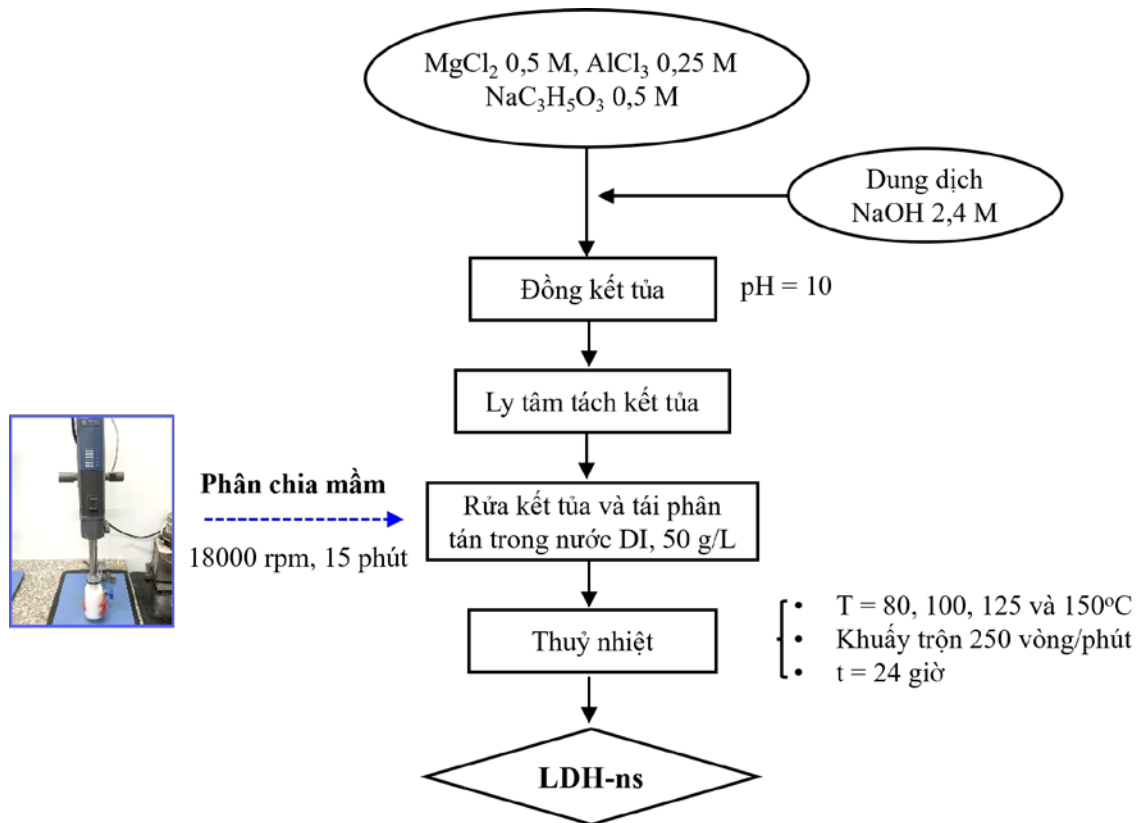 MgCl₂ 0,5 M, AlCl₃ 0,25 M
NaC₃H₅O₃ 0,5 M
Dung dịch
NaOH 2,4 M
Đồng kết tủa
pH = 10
Ly tâm tách kết tủa
Phân chia mầm
18000 rpm, 15 phút
Rửa kết tủa và tái phân
tán trong nước DI, 50 g/L
Thuỷ nhiệt
• T = 80, 100, 125 và 150°C
• Khuấy trộn 250 vòng/phút
• t = 24 giờ
LDH-ns